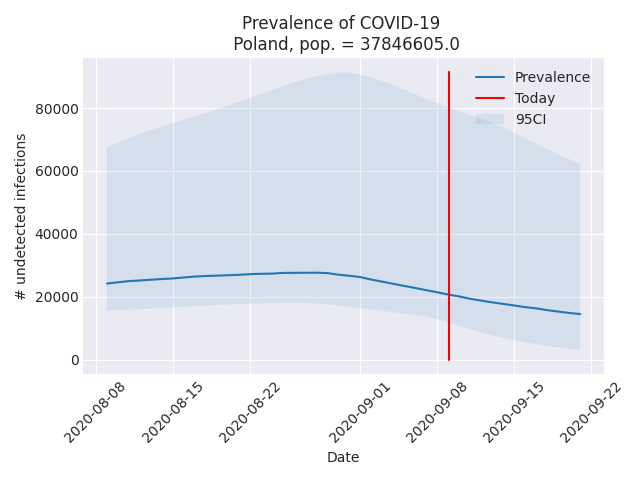 Prevalence of COVID-19
Poland, pop. = 37846605.0
Prevalence
Today
95CI
# undetected infections
80000
60000
40000
20000
0
2020-08-08
2020-08-15
2020-08-22
2020-09-01
2020-09-08
2020-09-15
2020-09-22
Date